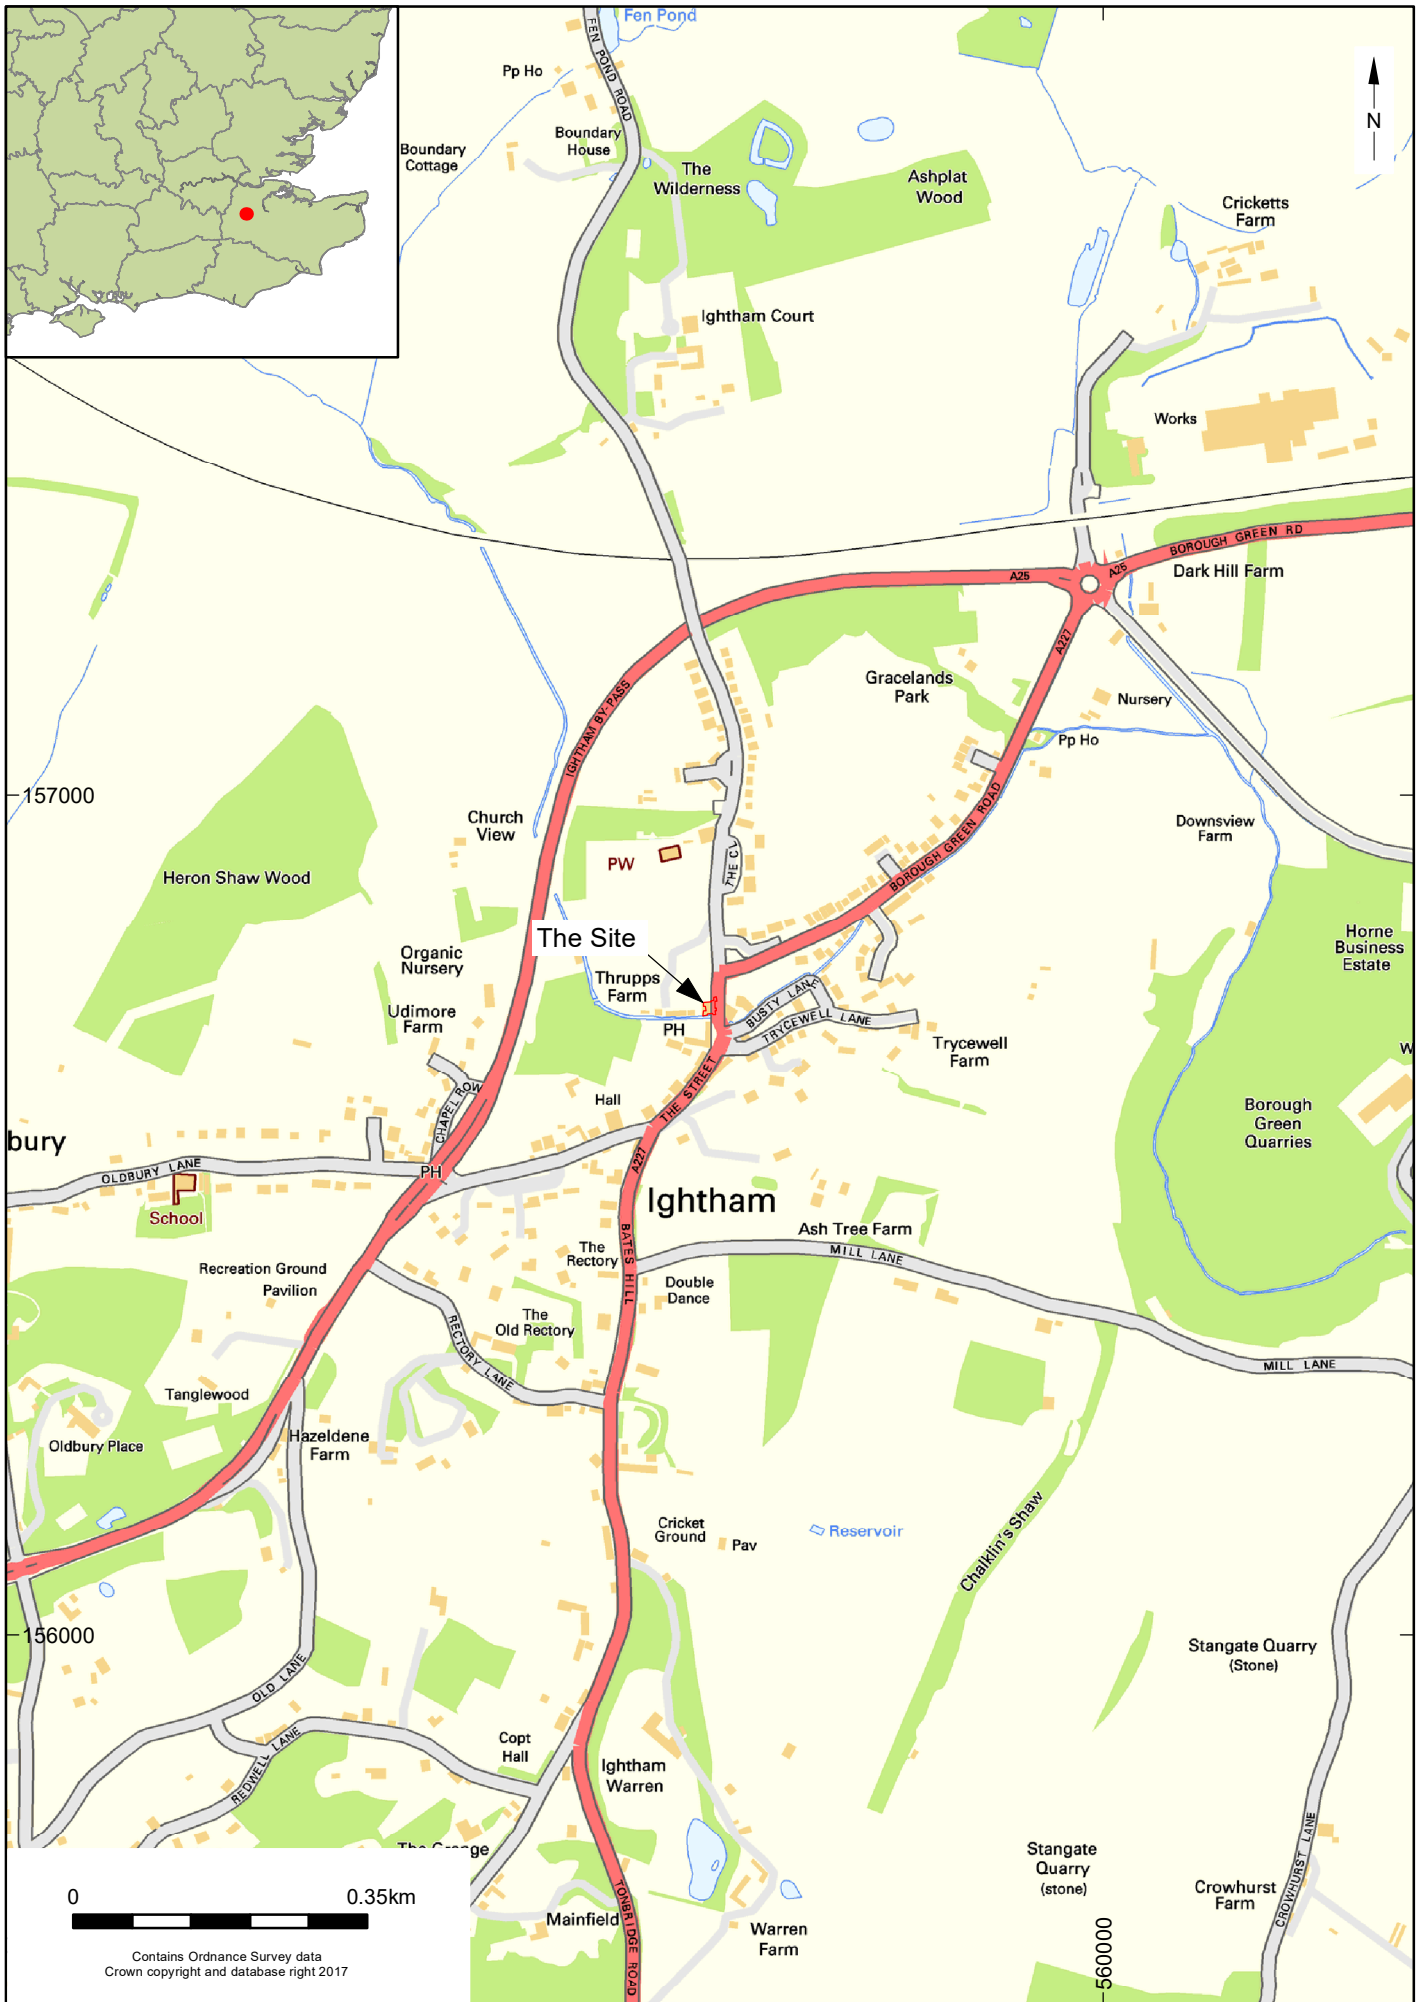 Fen Pond
FEN POND ROAD
Pp Ho
N
Boundary
House
Boundary
Cottage
The
Wilderness
Ashplat
Wood
Cricketts
Farm
Ightham Court
Works
BOROUGH GREEN RD
A25
A25
Dark Hill Farm
A227
Gracelands
Park
Nursery
IGHTHAM BY-PASS
Pp Ho
157000
Church
View
Downsview
Farm
THE CL
BOROUGH GREEN ROAD
PW
Heron Shaw Wood
The Site
Horne
Business
Estate
Organic
Nursery
Thrupps
Farm
BUSTY LAN
Udimore
Farm
PH
TRYCEWELL LANE
Trycewell
Farm
W
CHAPEL ROW
Hall
THE STREET
Borough
Green
Quarries
bury
OLDBURY LANE
PH
A227
School
Ightham
BATES HILL
Ash Tree Farm
MILL LANE
The
Rectory
Recreation Ground
Pavilion
Double
Dance
The
Old Rectory
RECTORY LANE
MILL LANE
Tanglewood
Oldbury Place
Hazeldene
Farm
Cricket
Ground
Pav
Reservoir
Chalklin's Shaw
156000
Stangate Quarry
(Stone)
OLD LANE
REDWELL LANE
Copt
Hall
Ightham
Warren
The Grange
Stangate
Quarry
(stone)
CROWHURST LANE
Crowhurst
Farm
0
0.35km
TONBRIDGE ROAD
Mainfield
Warren
Farm
560000
Contains Ordnance Survey data
Crown copyright and database right 2017